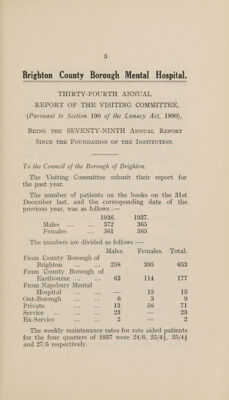 5
Brighton County Borough Mental Hospital.
THIRTY-FOURTH ANNUAL
REPORT OF THE VISITING COMMITTEE,
(Pursuant to Section 190 of the Lunacy Act, 1890),
Being the SEVENTY-NINTH Annual Report
Since the Foundation of the Institution.
To the Council of the Borough of Brighton.
The Visiting Committee submit their report for
the past year.
The number of patients on the books on the 31st
December last, and the corresponding date of the
previous year, was as follows :—
1936. 1937.
Males ... ... 372 365
Females ... 561 585
The numbers are divided as follows :—
Males. Females. Total.
From County Borough of
Brighton ... ... 258 395 653
From County Borough of
Eastbourne ... ... 63 114 177
From Napsbury Mental
Hospital ... ... — 15 15
Out-Borough ... ... 6 3 9
Private ... ... 13 58 71
Service ... ... ... 23 — 23
Ex-Service ... ... 2 — 2
The weekly maintenance rates for rate aided patients
for the four quarters of 1937 were 24/6, 25/4½, 25/4½
and 27/5 respectively.